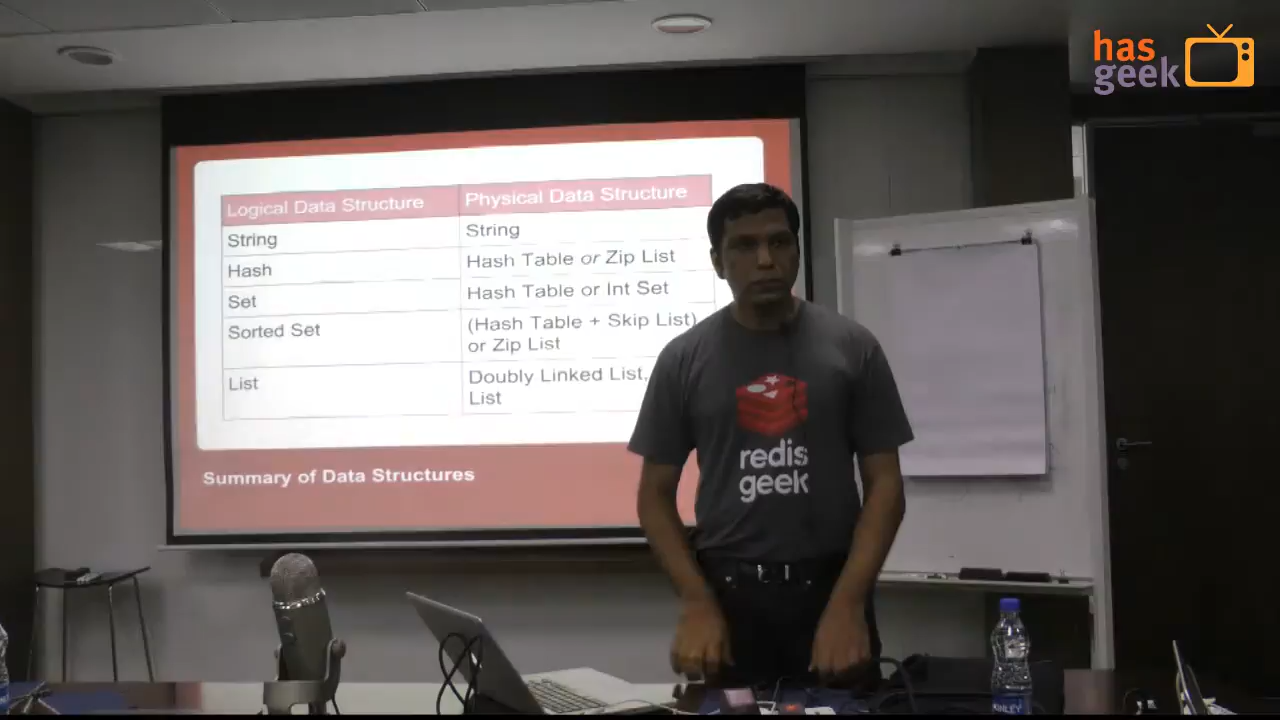 has
geek
Logical Data Structure
Physical Data Structure
String
String
Hash
Hash Table or Zip List
Set
Hash Table or Int Set
Sorted Set
(Hash Table + Skip List)
or Zip List
List
Doubly Linked List,
List
Summary of Data Structures
redis
geek